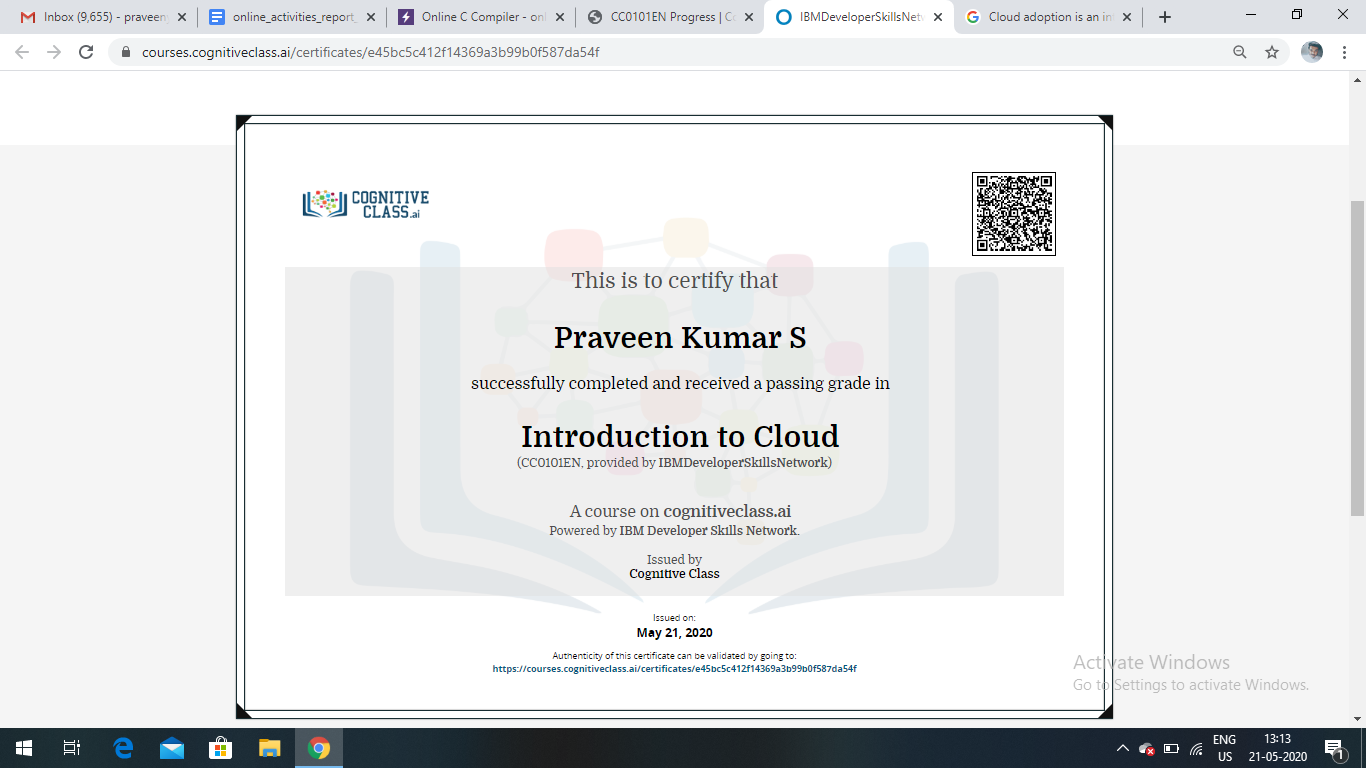 Inbox (9,655) - praveen
online_activities_report_
Online C Compiler - onl
CC0101EN Progress | Co
IBMDeveloperSkillsNetw
Cloud adoption is an in
courses.cognitiveclass.ai/certificates/e45bc5c412f14369a3b99b0f587da54f
COGNITIVE
CLASS.ai
This is to certify that
Praveen Kumar S
successfully completed and received a passing grade in
Introduction to Cloud
(CC0101EN, provided by IBMDeveloperSkillsNetwork)
A course on cognitiveclass.ai
Powered by IBM Developer Skills Network.
Issued by
Cognitive Class
Issued on:
May 21, 2020
Authenticity of this certificate can be validated by going to:
https://courses.cognitiveclass.ai/certificates/e45bc5c412f14369a3b99b0f587da54f
Activate Windows
Go to Settings to activate Windows.
ENG
US
13:13
21-05-2020
1